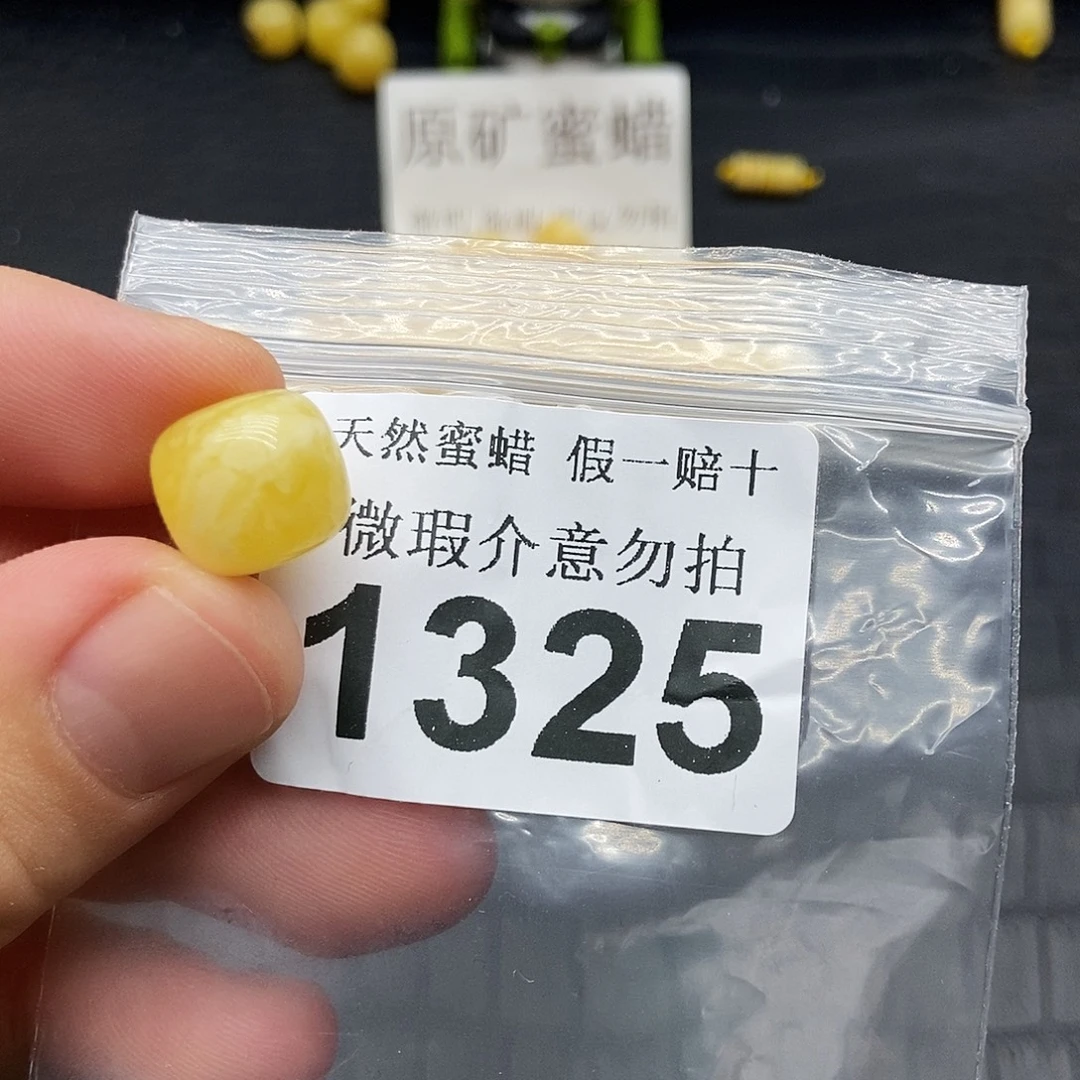 原矿蜜蜡
天然蜜蜡 假一赔十
微瑕介意勿拍
1325